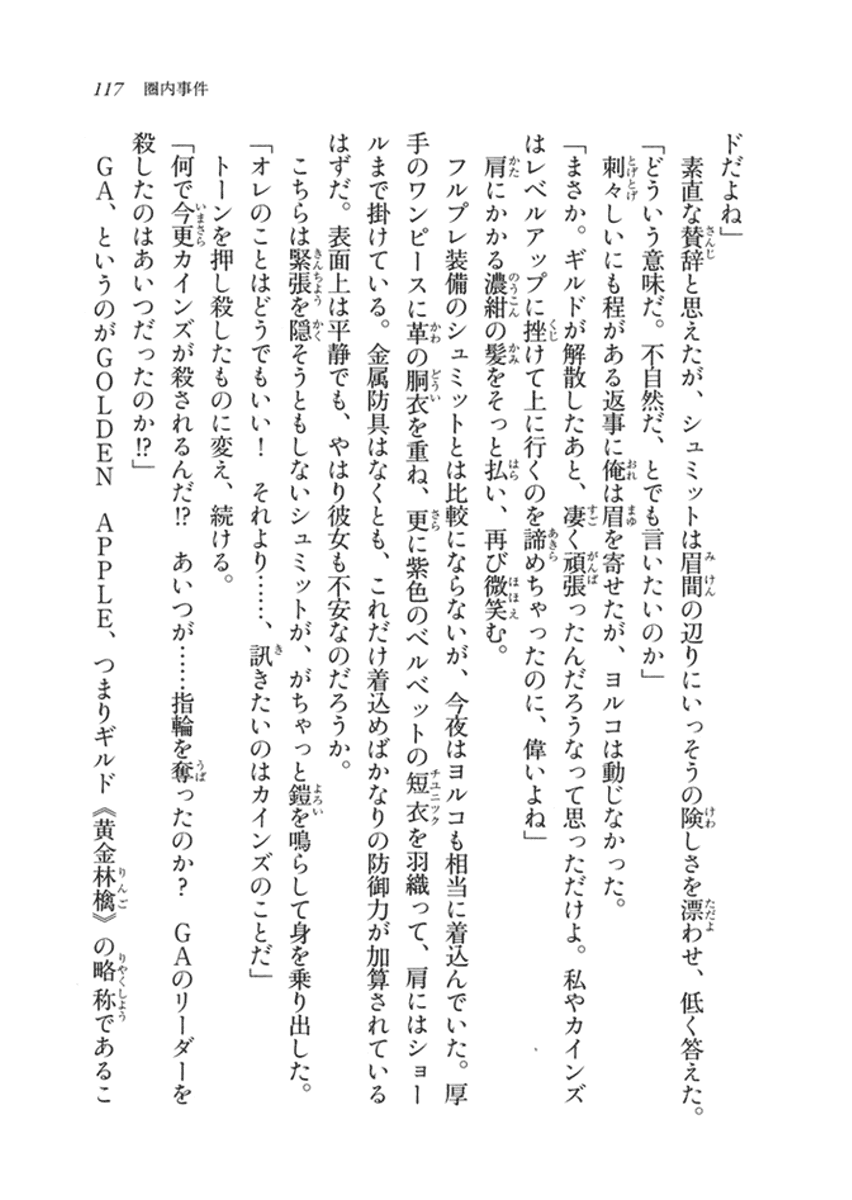 117　圏内事件
ドだよね」
　素直な賛辞と思えたが、シュミットは眉間の辺りにいっそうの険しさを漂わせ、低く答えた。
「どういう意味だ。不自然だ、とでも言いたいのか」
　刺々しいにも程がある返事に俺は眉を寄せたが、ヨルコは動じなかった。
「まさか。ギルドが解散したあと、凄く頑張ったんだろうなって思っただけよ。私やカインズ
はレベルアップに挫けて上に行くのを諦めちゃったのに、偉いよね」
　肩にかかる濃紺の髪をそっと払い、再び微笑む。
　フルプレ装備のシュミットとは比較にならないが、今夜はヨルコも相当に着込んでいた。厚
手のワンピースに革の胴衣を重ね、更に紫色のベルベットの短衣を羽織って、肩にはショー
ルまで掛けている。金属防具はなくとも、これだけ着込めばかなりの防御力が加算されている
はずだ。表面上は平静でも、やはり彼女も不安なのだろうか。
　こちらは緊張を隠そうともしないシュミットが、がちゃっと鎧を鳴らして身を乗り出した。
「オレのことはどうでもいい！　それより……、訊きたいのはカインズのことだ」
　トーンを押し殺したものに変え、続ける。
「何で今更カインズが殺されるんだ!?　あいつが……指輪を奪ったのか？　GAのリーダーを
殺したのはあいつだったのか!?」
　GA、というのがGOLDEN　APPLE、つまりギルド《黄金林檎》の略称であるこ